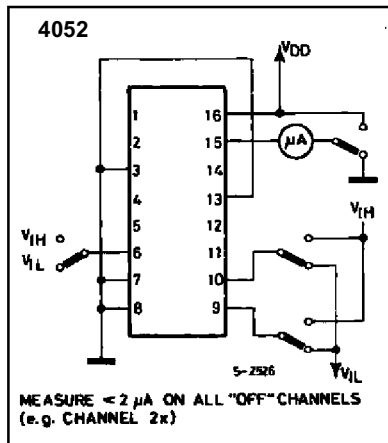 4052
VDD
1 16
2 15 μA
3 14
4 13
5 12
VIH
VIH 6 11
VIL 7 10
8 9
S-2526
VIL
MEASURE < 2 μA ON ALL "OFF" CHANNELS
(e.g. CHANNEL 2x)